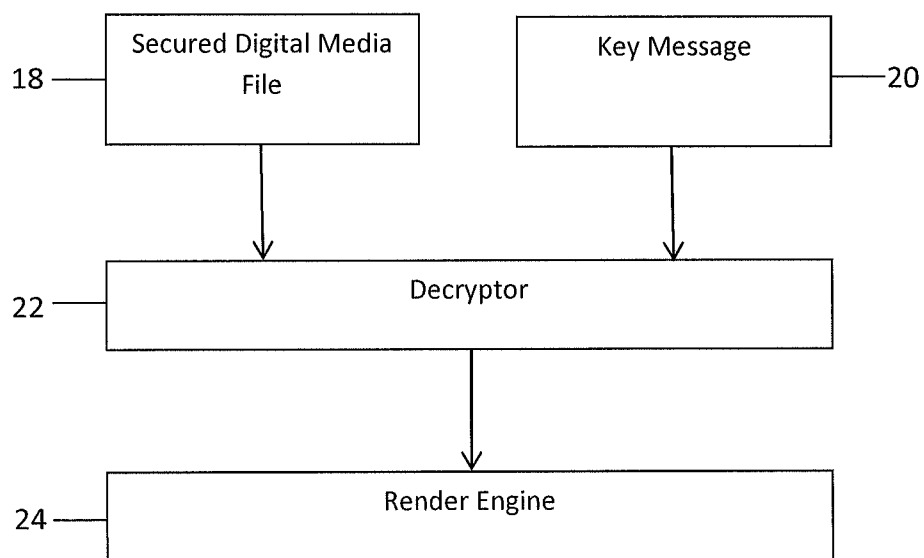 Secured Digital Media
File
Key Message
18
20
Decryptor
22
Render Engine
24